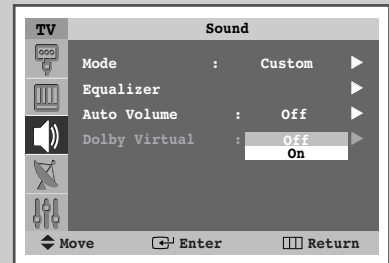 TV Sound
Mode : Custom
Equalizer
Auto Volume : Off
Dolby Virtual : Off
On
Move Enter Return